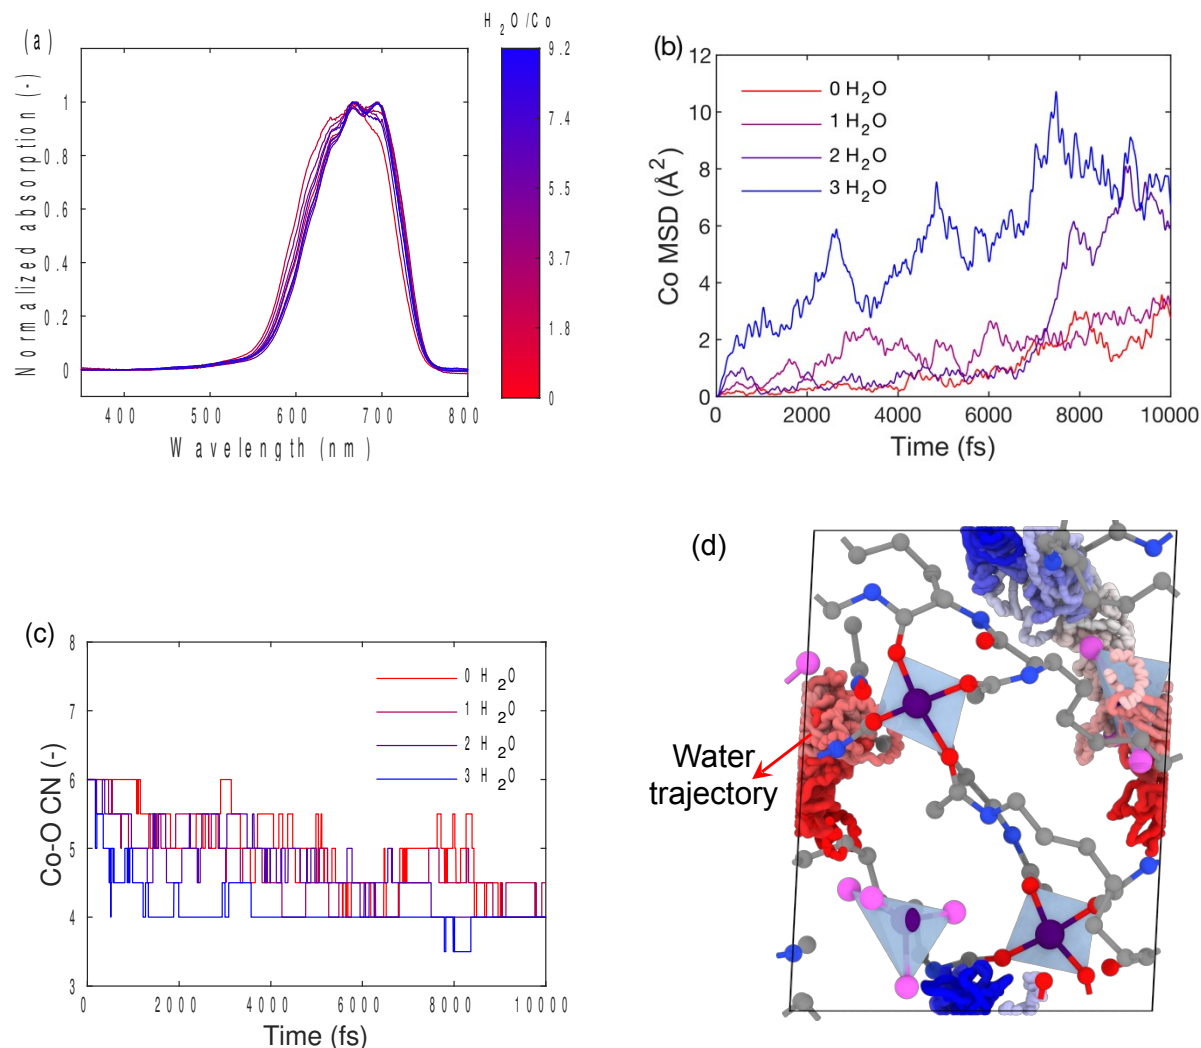 (a)
H2O/Co
Normalized absorption (-)
1
0.8
0.6
0.4
0.2
0
400 500 600 700 800
Wavelength (nm)
9.2
7.4
5.5
3.7
1.8
0
(b)
Co MSD (Å2)
12
10
8
6
4
2
0
0 H2O
1 H2O
2 H2O
3 H2O
0 2000 4000 6000 8000 10000
Time (fs)
(c)
Co-O CN (-)
8
7
6
5
4
3
0 H2O
1 H2O
2 H2O
3 H2O
0 2000 4000 6000 8000 10000
Time (fs)
(d)
Water
trajectory